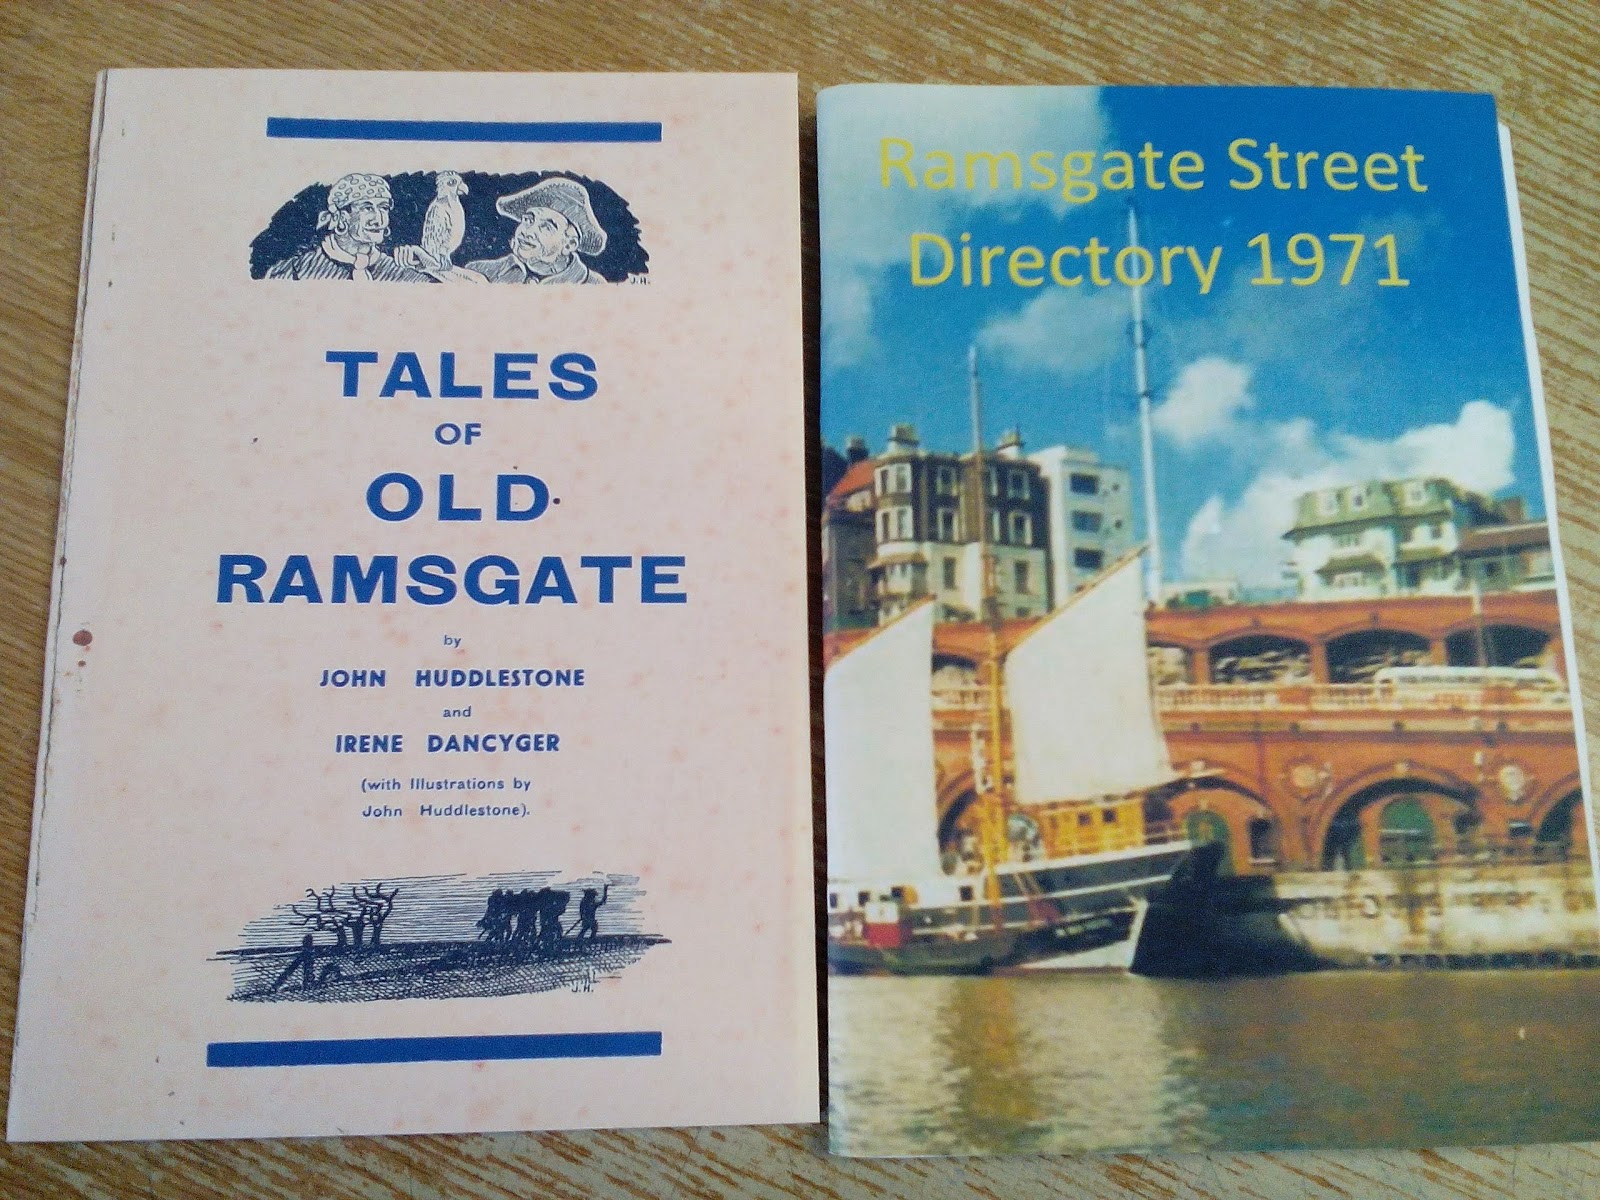 J.H.
TALES
OF
OLD
RAMSGATE
by
JOHN HUDDLESTONE
and
IRENE DANCYGER
(with Illustrations by
John Huddlestone).
J.H.
Ramsgate Street
Directory 1971